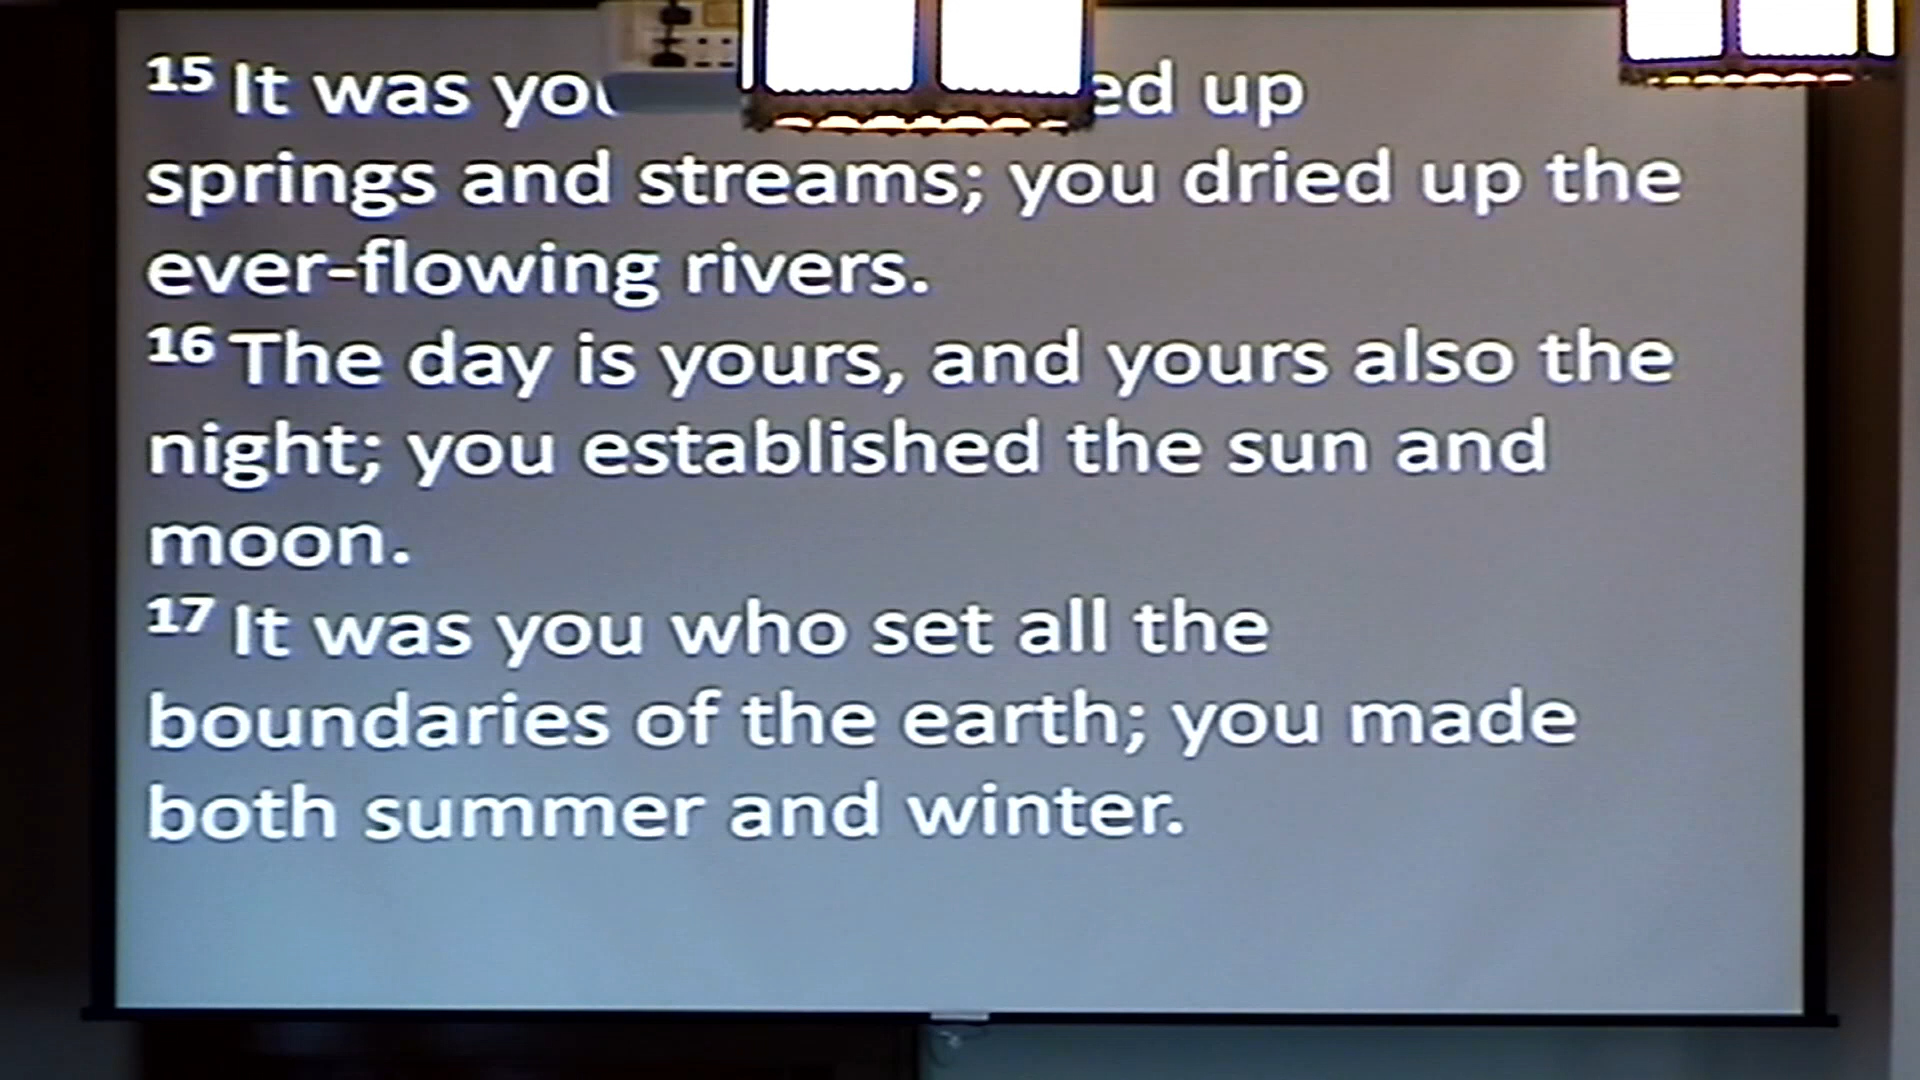 15 It was you ed up
springs and streams; you dried up the
ever-flowing rivers.
16 The day is yours, and yours also the
night; you established the sun and
moon.
17 It was you who set all the
boundaries of the earth; you made
both summer and winter.